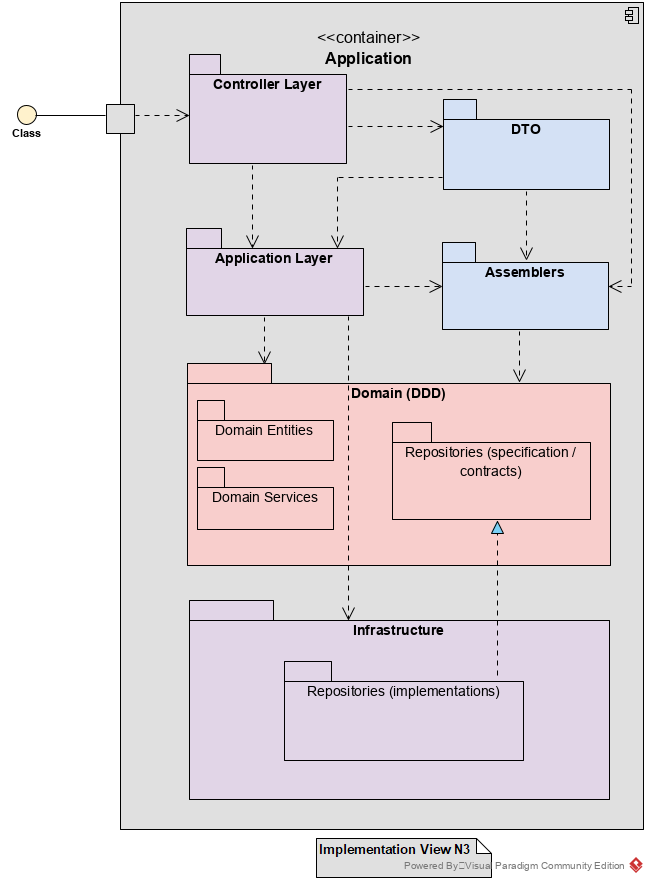 <<container>>
Application
Controller Layer
Class
DTO
Application Layer
Assemblers
Domain (DDD)
Domain Entities
Repositories (specification /
contracts)
Domain Services
Infrastructure
Repositories (implementations)
Implementation View N3
Powered By Visual Paradigm Community Edition